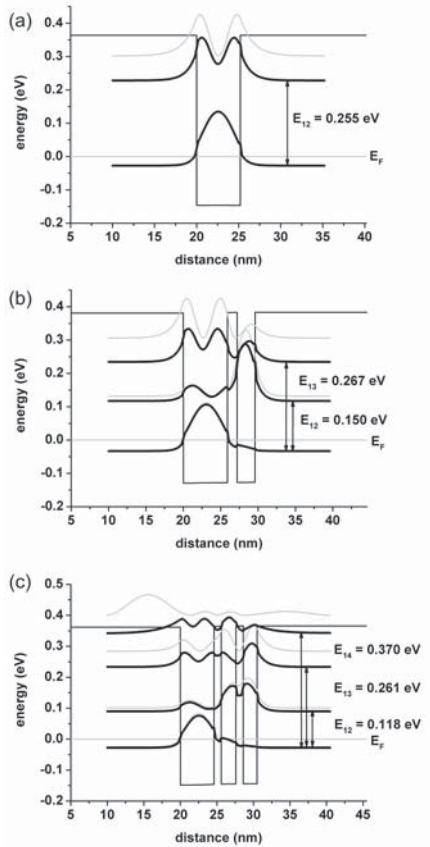 (a)
energy (eV)
0.4
0.3
0.2
0.1
0.0
-0.1
-0.2
E12 = 0.255 eV
EF
5 10 15 20 25 30 35 40
distance (nm)
(b)
energy (eV)
0.4
0.3
0.2
0.1
0.0
-0.1
-0.2
E13 = 0.267 eV
E12 = 0.150 eV
EF
5 10 15 20 25 30 35 40
distance (nm)
(c)
energy (eV)
0.5
0.4
0.3
0.2
0.1
0.0
-0.1
-0.2
E14 = 0.370 eV
E13 = 0.261 eV
E12 = 0.118 eV
EF
5 10 15 20 25 30 35 40 45
distance (nm)